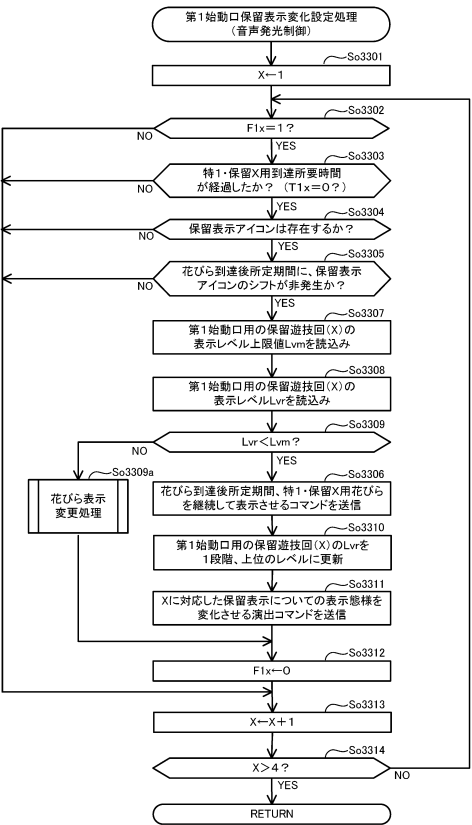 第1始動口保留表示変化設定処理
(音声発光制御)
So3301
X←1
So3302
F1x=1?
NO
YES
So3303
特1・保留X用到達所要時間
が経過したか? (T1x=0?)
NO
YES
So3304
保留表示アイコンは存在するか?
NO
YES
So3305
花びら到達後所定期間に、保留表示
アイコンのシフトが非発生か?
NO
YES
So3307
第1始動口用の保留遊技回(X)の
表示レベル上限値Lvmを読込み
So3308
第1始動口用の保留遊技回(X)の
表示レベルLvrを読込み
So3309
Lvr<Lvm?
NO
YES
So3309a
花びら表示
変更処理
So3306
花びら到達後所定期間、特1・保留X用花びら
を継続して表示させるコマンドを送信
So3310
第1始動口用の保留遊技回(X)のLvrを
1段階、上位のレベルに更新
So3311
Xに対応した保留表示についての表示態様を
変化させる演出コマンドを送信
So3312
F1x←0
So3313
X←X+1
So3314
X>4?
NO
YES
RETURN